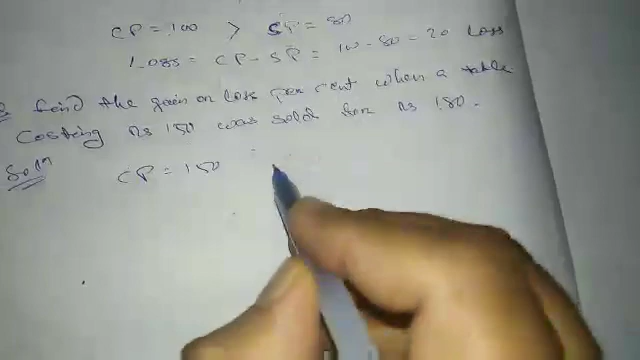 CP = 100 > SP = 80
Loss = CP - SP = 100 - 80 = 20 Loss
Find the gain or loss per cent when a table
Costing Rs 150 was sold for Rs 180.
Soln CP = 150